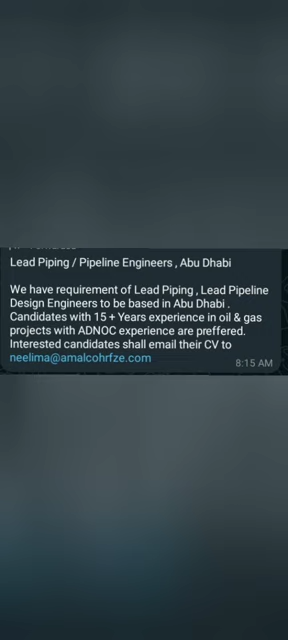 Lead Piping / Pipeline Engineers , Abu Dhabi
We have requirement of Lead Piping , Lead Pipeline
Design Engineers to be based in Abu Dhabi .
Candidates with 15 + Years experience in oil & gas
projects with ADNOC experience are preffered.
Interested candidates shall email their CV to
neelima@amalcohrfze.com
8:15 AM